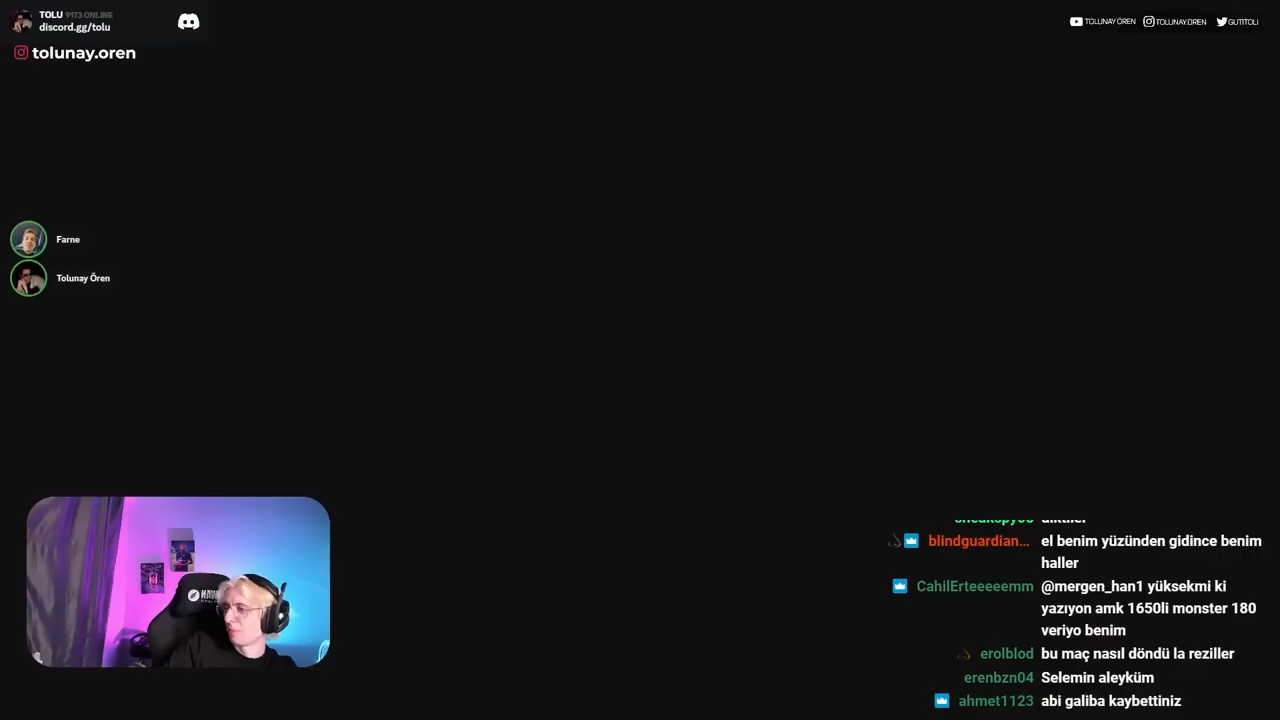 TOLU 9173 ONLINE
discord.gg/tolu
tolunay.oren
TOLUNAY ÖREN TOLUNAY.OREN GUTITOLI
Farne
Tolunay Ören
blindguardian... el benim yüzünden gidince benim
haller
CahilErteeeeemm @mergen_han1 yüksekmi ki
yazıyon amk 1650li monster 180
veriyo benim
erolblod bu maç nasıl döndü la reziller
erenbzn04 Selemin aleyküm
ahmet1123 abi galiba kaybettiniz